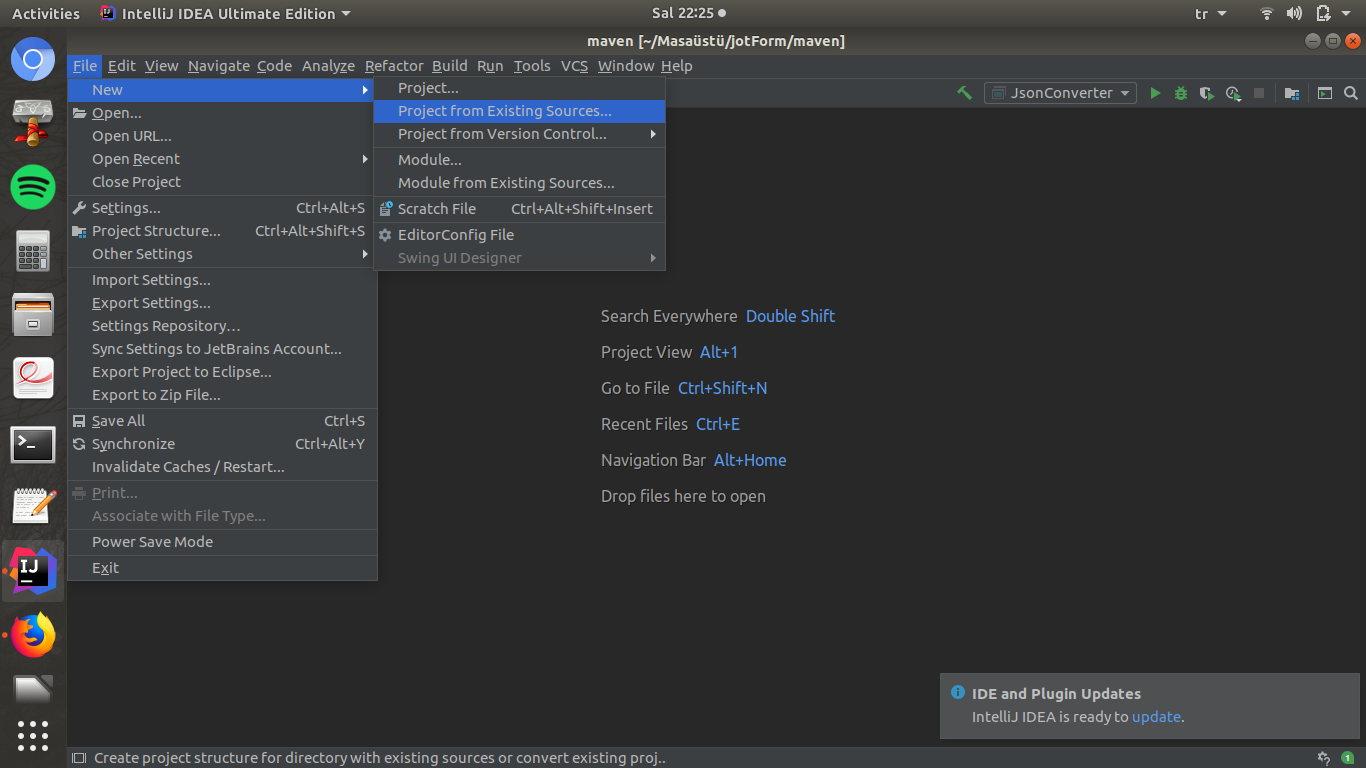 Activities IntelliJ IDEA Ultimate Edition Sal 22:25 tr
maven [~/Masaüstü/jotForm/maven]
File Edit View Navigate Code Analyze Refactor Build Run Tools VCS Window Help
JsonConverter
New
Open...
Open URL...
Open Recent
Close Project
Settings... Ctrl+Alt+S
Project Structure... Ctrl+Alt+Shift+S
Other Settings
Import Settings...
Export Settings...
Settings Repository...
Sync Settings to JetBrains Account...
Export Project to Eclipse...
Export to Zip File...
Save All Ctrl+S
Synchronize Ctrl+Alt+Y
Invalidate Caches / Restart...
Print...
Associate with File Type...
Power Save Mode
Exit
Project...
Project from Existing Sources...
Project from Version Control...
Module...
Module from Existing Sources...
Scratch File Ctrl+Alt+Shift+Insert
EditorConfig File
Swing UI Designer
Search Everywhere Double Shift
Project View Alt+1
Go to File Ctrl+Shift+N
Recent Files Ctrl+E
Navigation Bar Alt+Home
Drop files here to open
IJ
IDE and Plugin Updates
IntelliJ IDEA is ready to update.
Create project structure for directory with existing sources or convert existing proj..
1